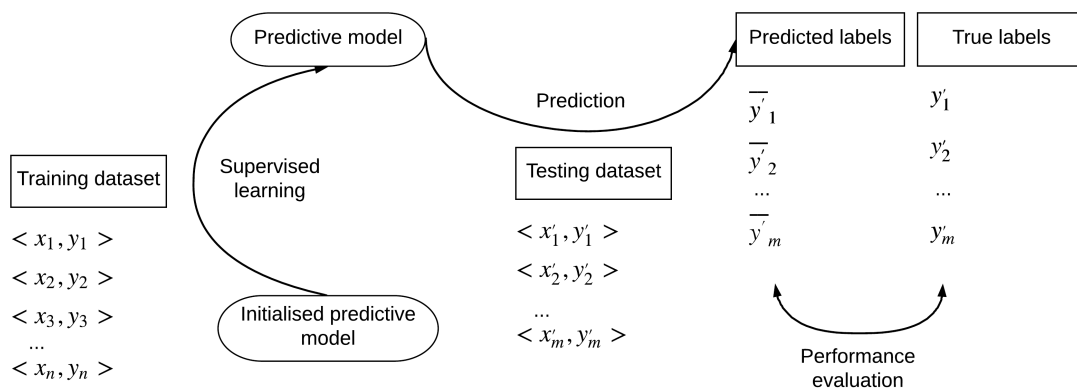 Predictive model
Predicted labels
True labels
Prediction
Supervised
learning
Training dataset
< x₁, y₁ >
< x₂, y₂ >
< x₃, y₃ >
...
< xₙ, yₙ >
Initialised predictive
model
Testing dataset
< x′₁, y′₁ >
< x′₂, y′₂ >
...
< x′ₘ, y′ₘ >
y̅′₁
y̅′₂
...
y̅′ₘ
y′₁
y′₂
...
y′ₘ
Performance
evaluation